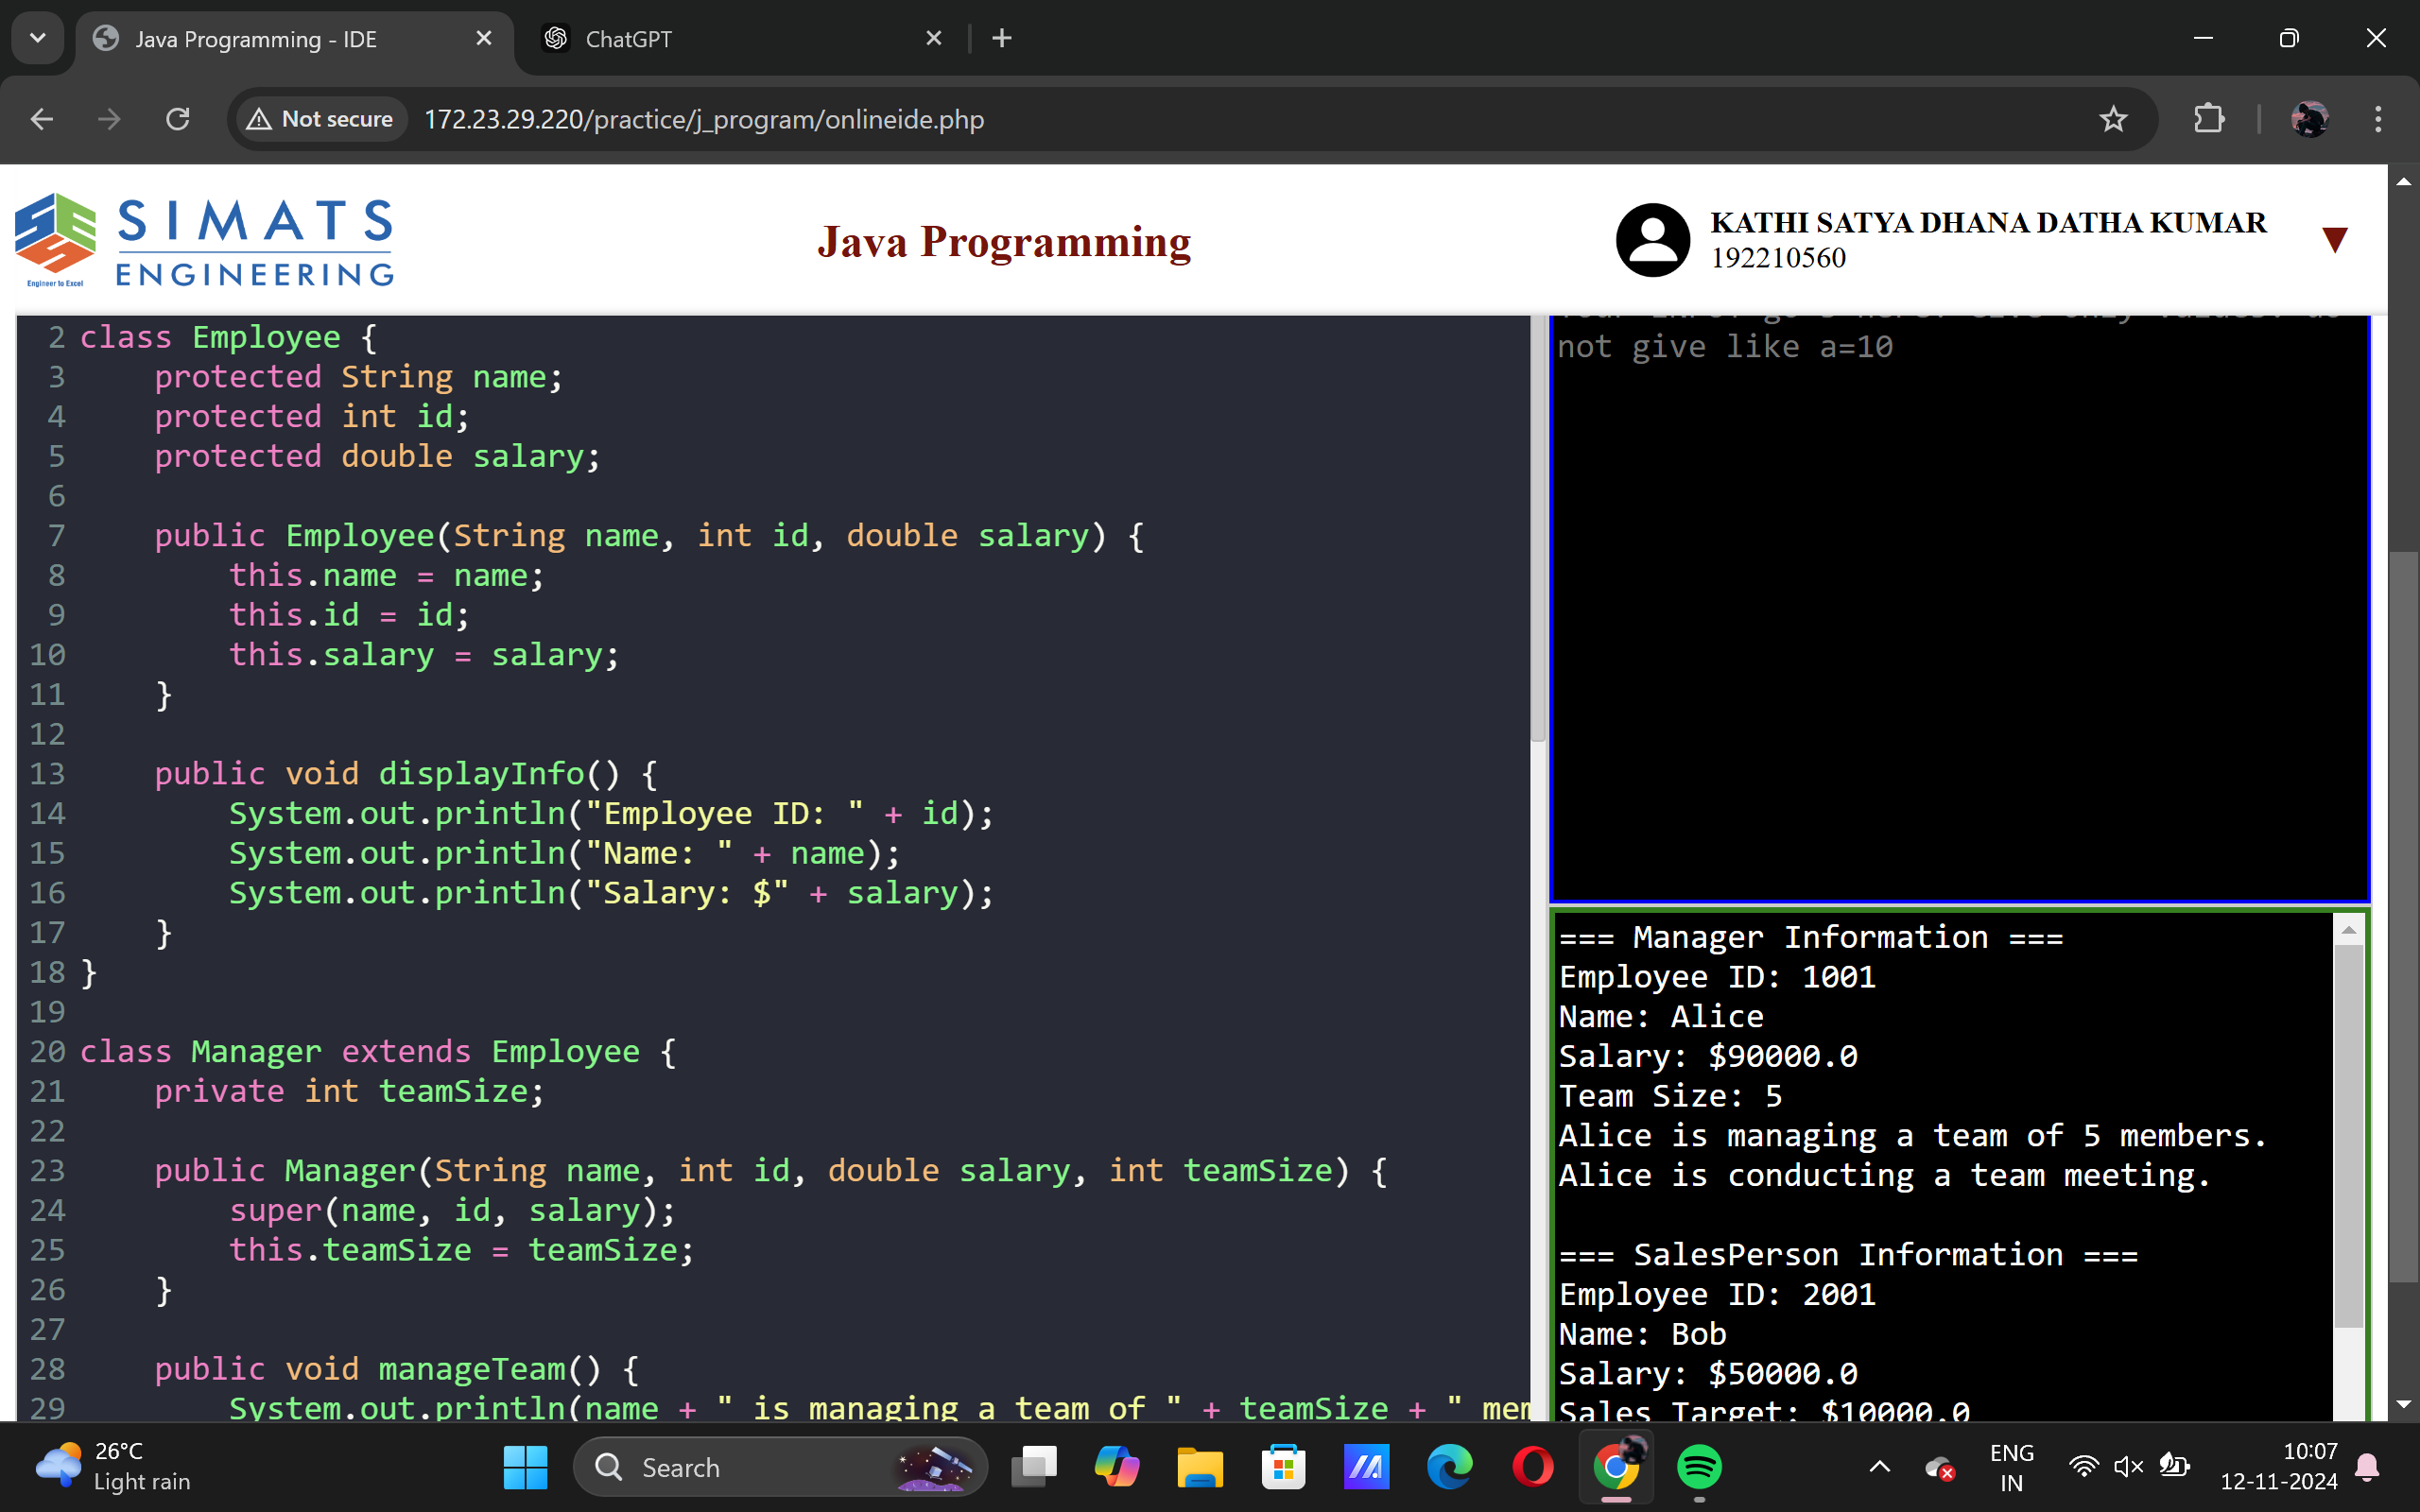 Java Programming - IDE
ChatGPT
Not secure
172.23.29.220/practice/j_program/onlineide.php
SIMATS
ENGINEERING
Engineer to Excel
Java Programming
KATHI SATYA DHANA DATHA KUMAR
192210560
2 class Employee {
3 protected String name;
4 protected int id;
5 protected double salary;
6
7 public Employee(String name, int id, double salary) {
8 this.name = name;
9 this.id = id;
10 this.salary = salary;
11 }
12
13 public void displayInfo() {
14 System.out.println("Employee ID: " + id);
15 System.out.println("Name: " + name);
16 System.out.println("Salary: $" + salary);
17 }
18 }
19
20 class Manager extends Employee {
21 private int teamSize;
22
23 public Manager(String name, int id, double salary, int teamSize) {
24 super(name, id, salary);
25 this.teamSize = teamSize;
26 }
27
28 public void manageTeam() {
29 System.out.println(name + " is managing a team of " + teamSize + " mem
not give like a=10
=== Manager Information ===
Employee ID: 1001
Name: Alice
Salary: $90000.0
Team Size: 5
Alice is managing a team of 5 members.
Alice is conducting a team meeting.
=== SalesPerson Information ===
Employee ID: 2001
Name: Bob
Salary: $50000.0
Sales Target: $10000.0
26°C
Light rain
Search
ENG
IN
10:07
12-11-2024